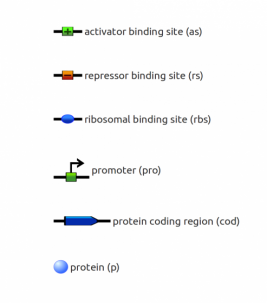 activator binding site (as)
repressor binding site (rs)
ribosomal binding site (rbs)
promoter (pro)
protein coding region (cod)
protein (p)